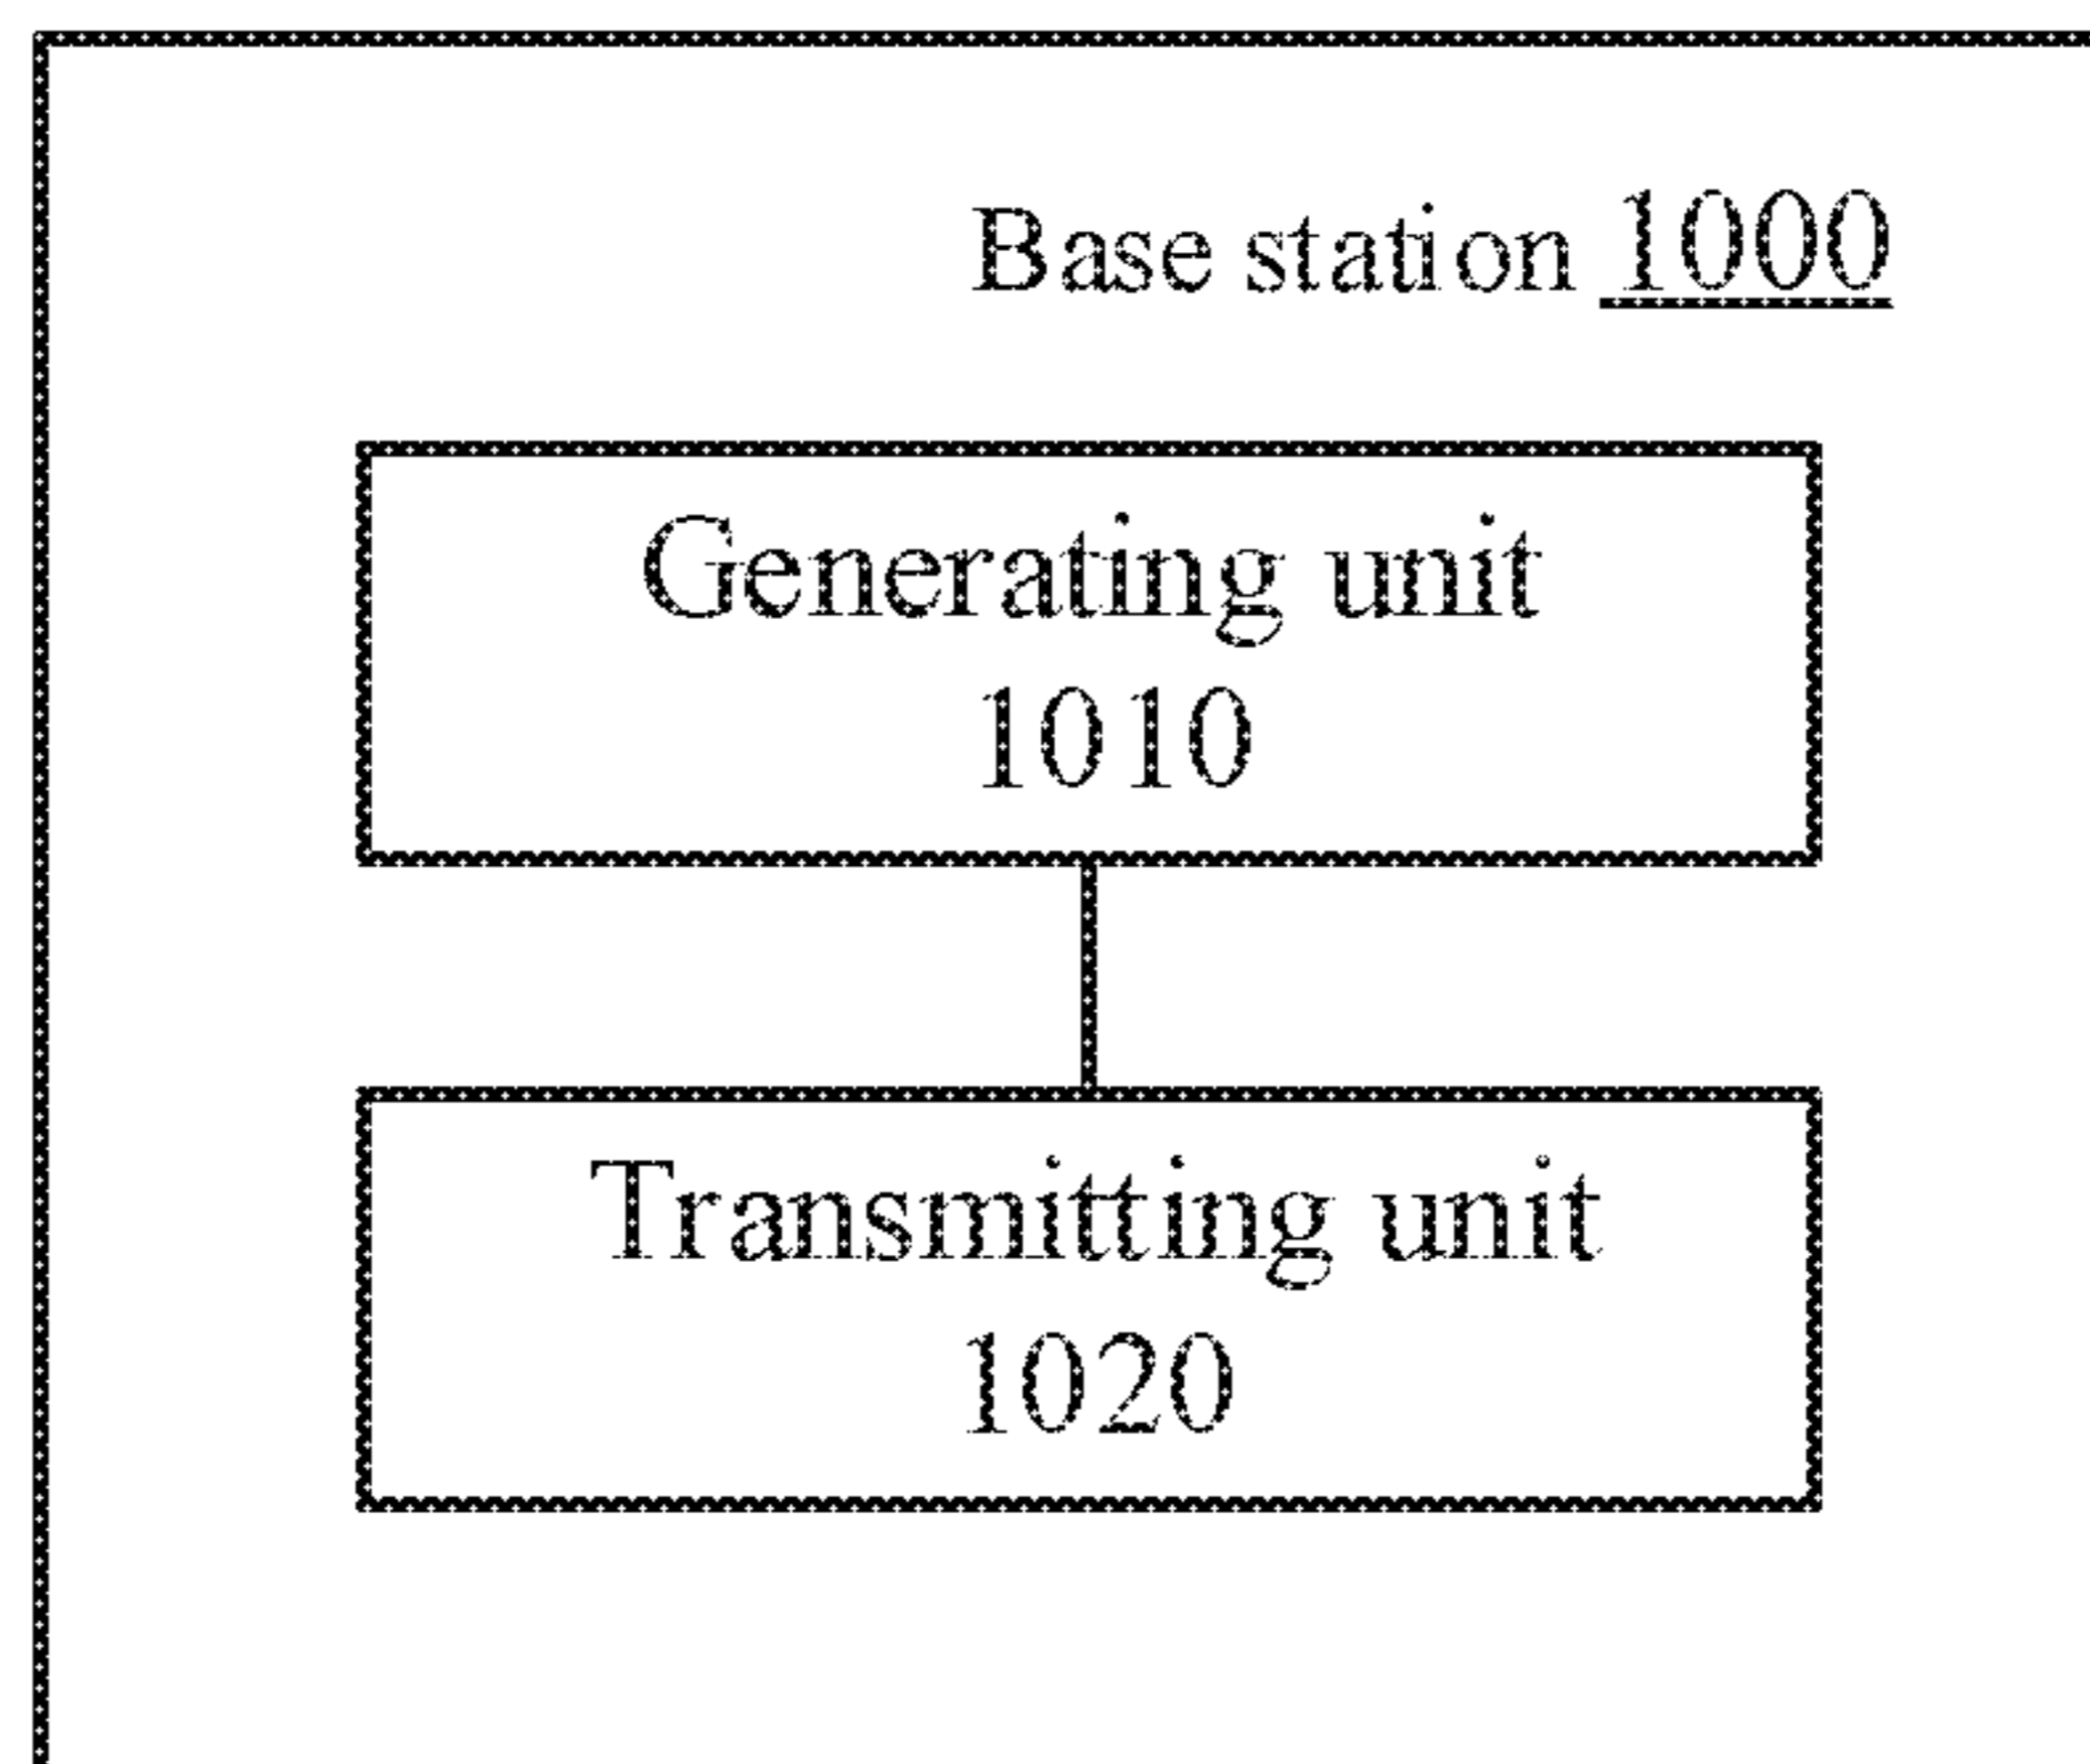 Base station 1000
Generating unit
1010
Transmitting unit
1020